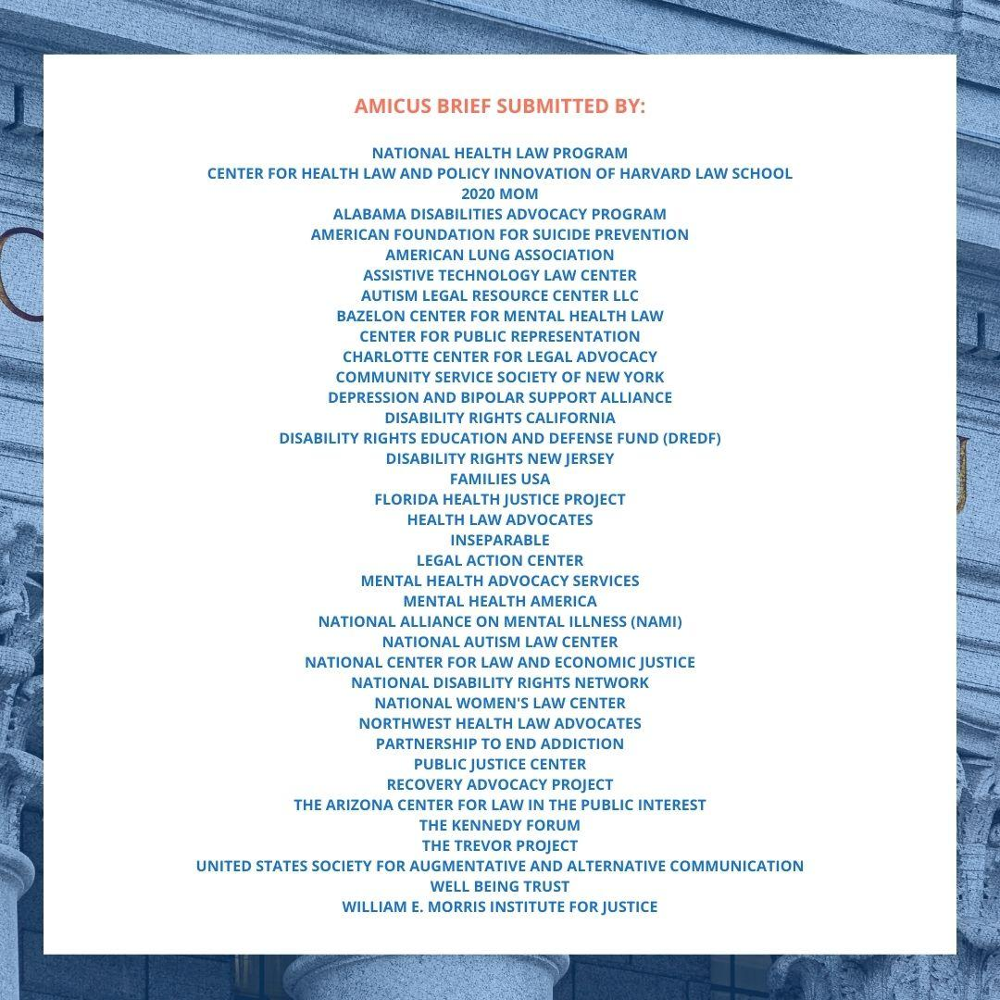 AMICUS BRIEF SUBMITTED BY:
NATIONAL HEALTH LAW PROGRAM
CENTER FOR HEALTH LAW AND POLICY INNOVATION OF HARVARD LAW SCHOOL
2020 MOM
ALABAMA DISABILITIES ADVOCACY PROGRAM
AMERICAN FOUNDATION FOR SUICIDE PREVENTION
AMERICAN LUNG ASSOCIATION
ASSISTIVE TECHNOLOGY LAW CENTER
AUTISM LEGAL RESOURCE CENTER LLC
BAZELON CENTER FOR MENTAL HEALTH LAW
CENTER FOR PUBLIC REPRESENTATION
CHARLOTTE CENTER FOR LEGAL ADVOCACY
COMMUNITY SERVICE SOCIETY OF NEW YORK
DEPRESSION AND BIPOLAR SUPPORT ALLIANCE
DISABILITY RIGHTS CALIFORNIA
DISABILITY RIGHTS EDUCATION AND DEFENSE FUND (DREDF)
DISABILITY RIGHTS NEW JERSEY
FAMILIES USA
FLORIDA HEALTH JUSTICE PROJECT
HEALTH LAW ADVOCATES
INSEPARABLE
LEGAL ACTION CENTER
MENTAL HEALTH ADVOCACY SERVICES
MENTAL HEALTH AMERICA
NATIONAL ALLIANCE ON MENTAL ILLNESS (NAMI)
NATIONAL AUTISM LAW CENTER
NATIONAL CENTER FOR LAW AND ECONOMIC JUSTICE
NATIONAL DISABILITY RIGHTS NETWORK
NATIONAL WOMEN'S LAW CENTER
NORTHWEST HEALTH LAW ADVOCATES
PARTNERSHIP TO END ADDICTION
PUBLIC JUSTICE CENTER
RECOVERY ADVOCACY PROJECT
THE ARIZONA CENTER FOR LAW IN THE PUBLIC INTEREST
THE KENNEDY FORUM
THE TREVOR PROJECT
UNITED STATES SOCIETY FOR AUGMENTATIVE AND ALTERNATIVE COMMUNICATION
WELL BEING TRUST
WILLIAM E. MORRIS INSTITUTE FOR JUSTICE